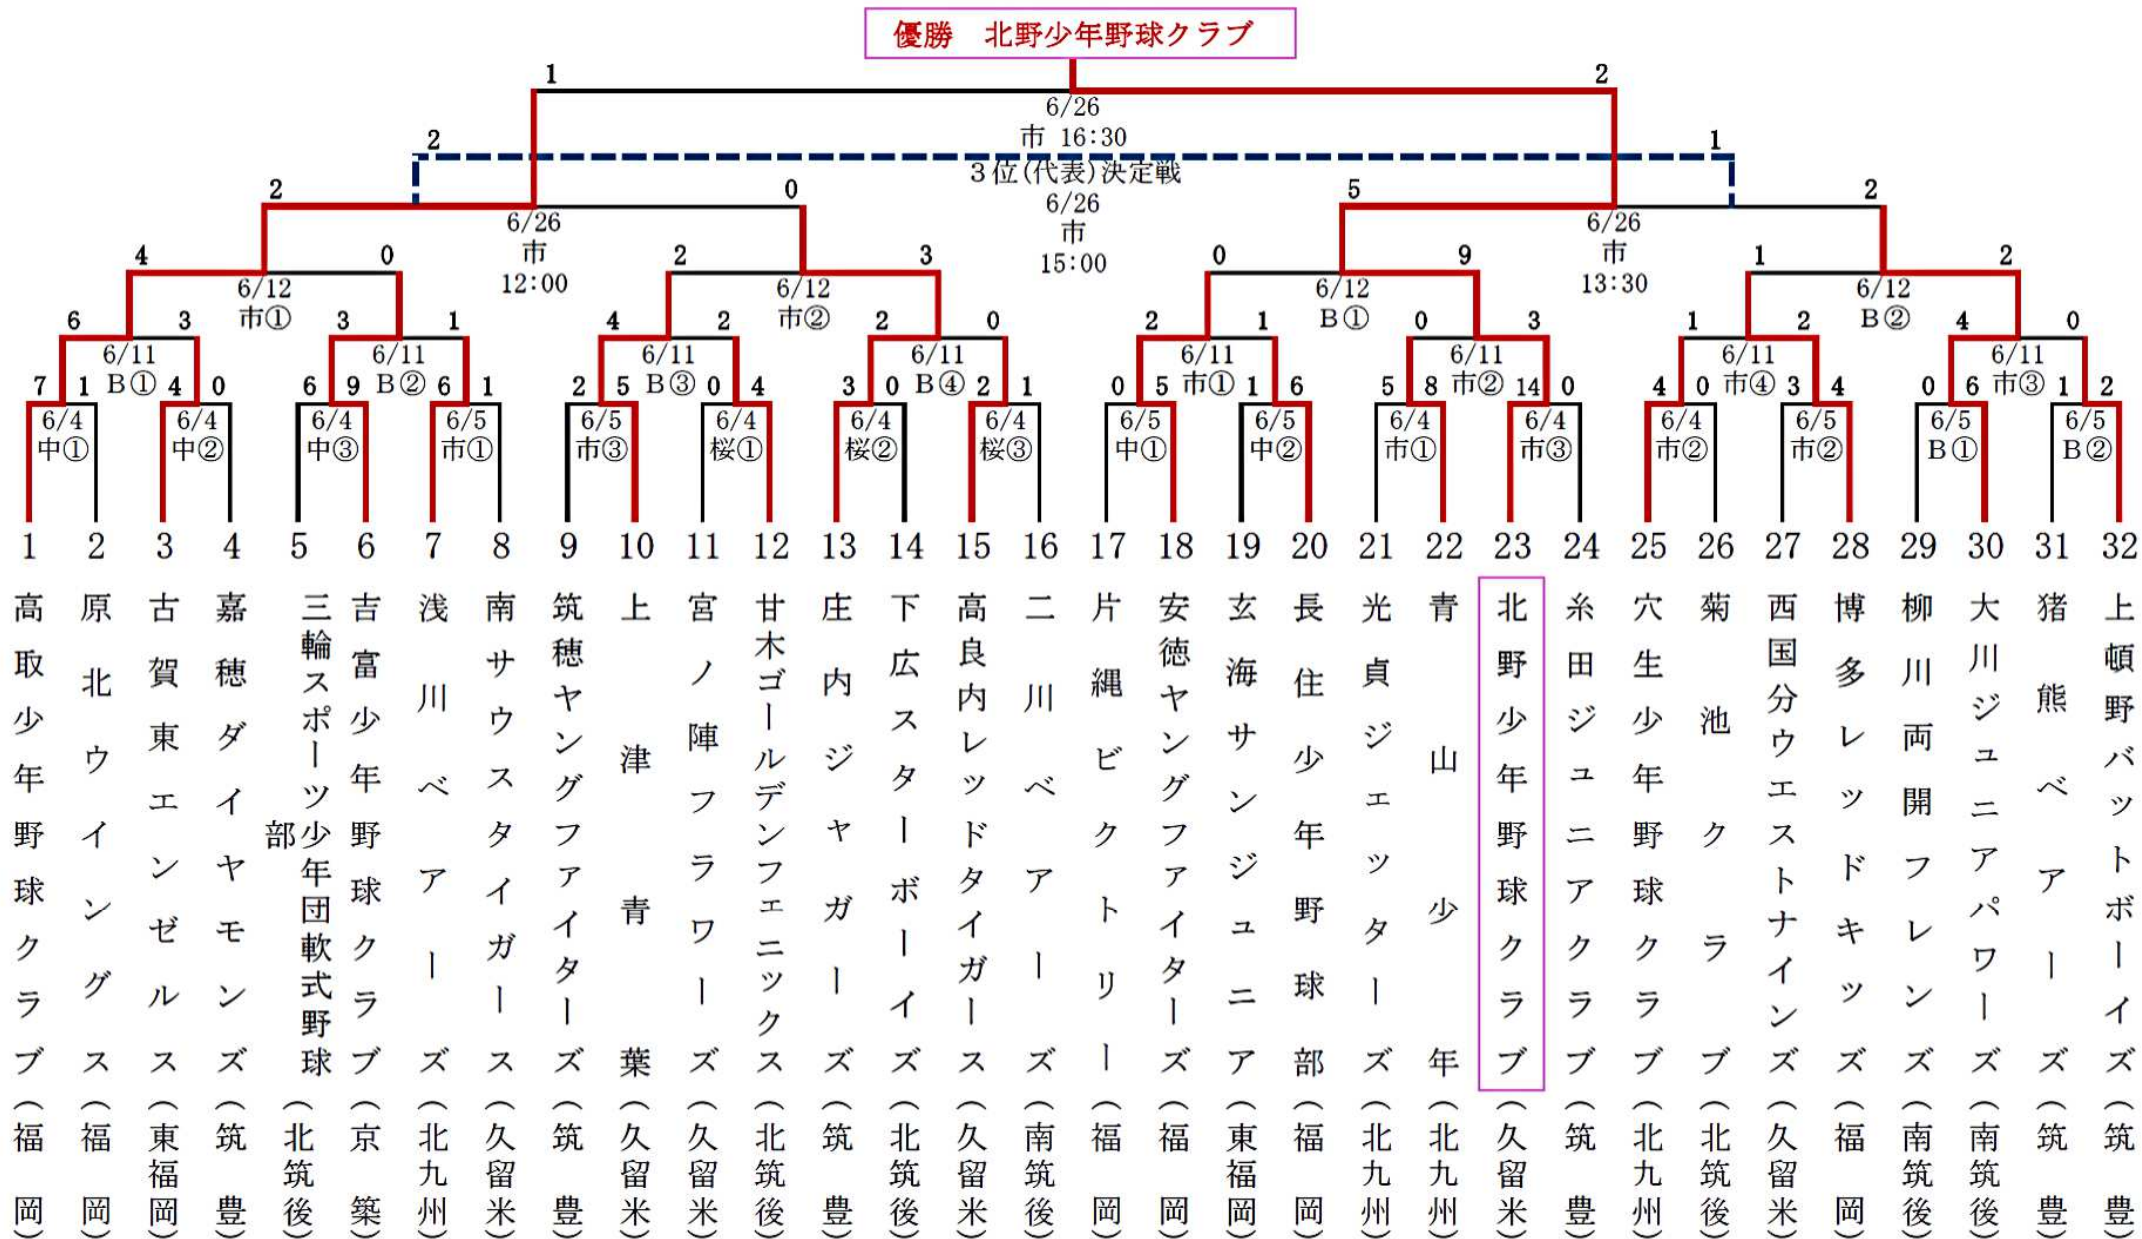 優勝　北野少年野球クラブ
1 2
6/26
市 16:30
2 1
3位(代表)決定戦
6/26
市
15:00
2 0 5 2
6/26 6/26
市 市
12:00 13:30
4 0 2 3 0 9 1 2
6/12 6/12 6/12 6/12
市① 市② B① B②
6 3 3 1 4 2 2 0 2 1 0 3 1 2 4 0
6/11 6/11 6/11 6/11 6/11 6/11 6/11 6/11
B① B② B③ B④ 市① 市② 市④ 市③
7 1 4 0 6 9 6 1 2 5 0 4 3 0 2 1 0 5 1 6 5 8 14 0 4 0 3 4 0 6 1 2
6/4 6/4 6/4 6/5 6/5 6/4 6/4 6/4 6/5 6/5 6/4 6/4 6/4 6/5 6/5 6/5
中① 中② 中③ 市① 市③ 桜① 桜② 桜③ 中① 中② 市① 市③ 市② 市② B① B②
1 高取少年野球クラブ（福岡）
2 原北ウイングス（福岡）
3 古賀東エンゼルス（東福岡）
4 嘉穂ダイヤモンズ（筑豊）
5 三輪スポーツ少年団軟式野球部（北筑後）
6 吉富少年野球クラブ（京築）
7 浅川ベアーズ（北九州）
8 南サウスタイガース（久留米）
9 筑穂ヤングファイターズ（筑豊）
10 上津青葉（久留米）
11 宮ノ陣フラワーズ（久留米）
12 甘木ゴールデンフェニックス（北筑後）
13 庄内ジャガーズ（筑豊）
14 下広スターボーイズ（北筑後）
15 高良内レッドタイガース（久留米）
16 二川ベアーズ（南筑後）
17 片縄ビクトリー（福岡）
18 安徳ヤングファイターズ（福岡）
19 玄海サンジュニア（東福岡）
20 長住少年野球部（福岡）
21 光貞ジェッターズ（北九州）
22 青山少年（北九州）
23 北野少年野球クラブ（久留米）
24 糸田ジュニアクラブ（筑豊）
25 穴生少年野球クラブ（北九州）
26 菊池クラブ（北筑後）
27 西国分ウエストナインズ（久留米）
28 博多レッドキッズ（福岡）
29 柳川両開フレンズ（南筑後）
30 大川ジュニアパワーズ（南筑後）
31 猪熊ベアーズ（筑豊）
32 上頓野バットボーイズ（筑豊）